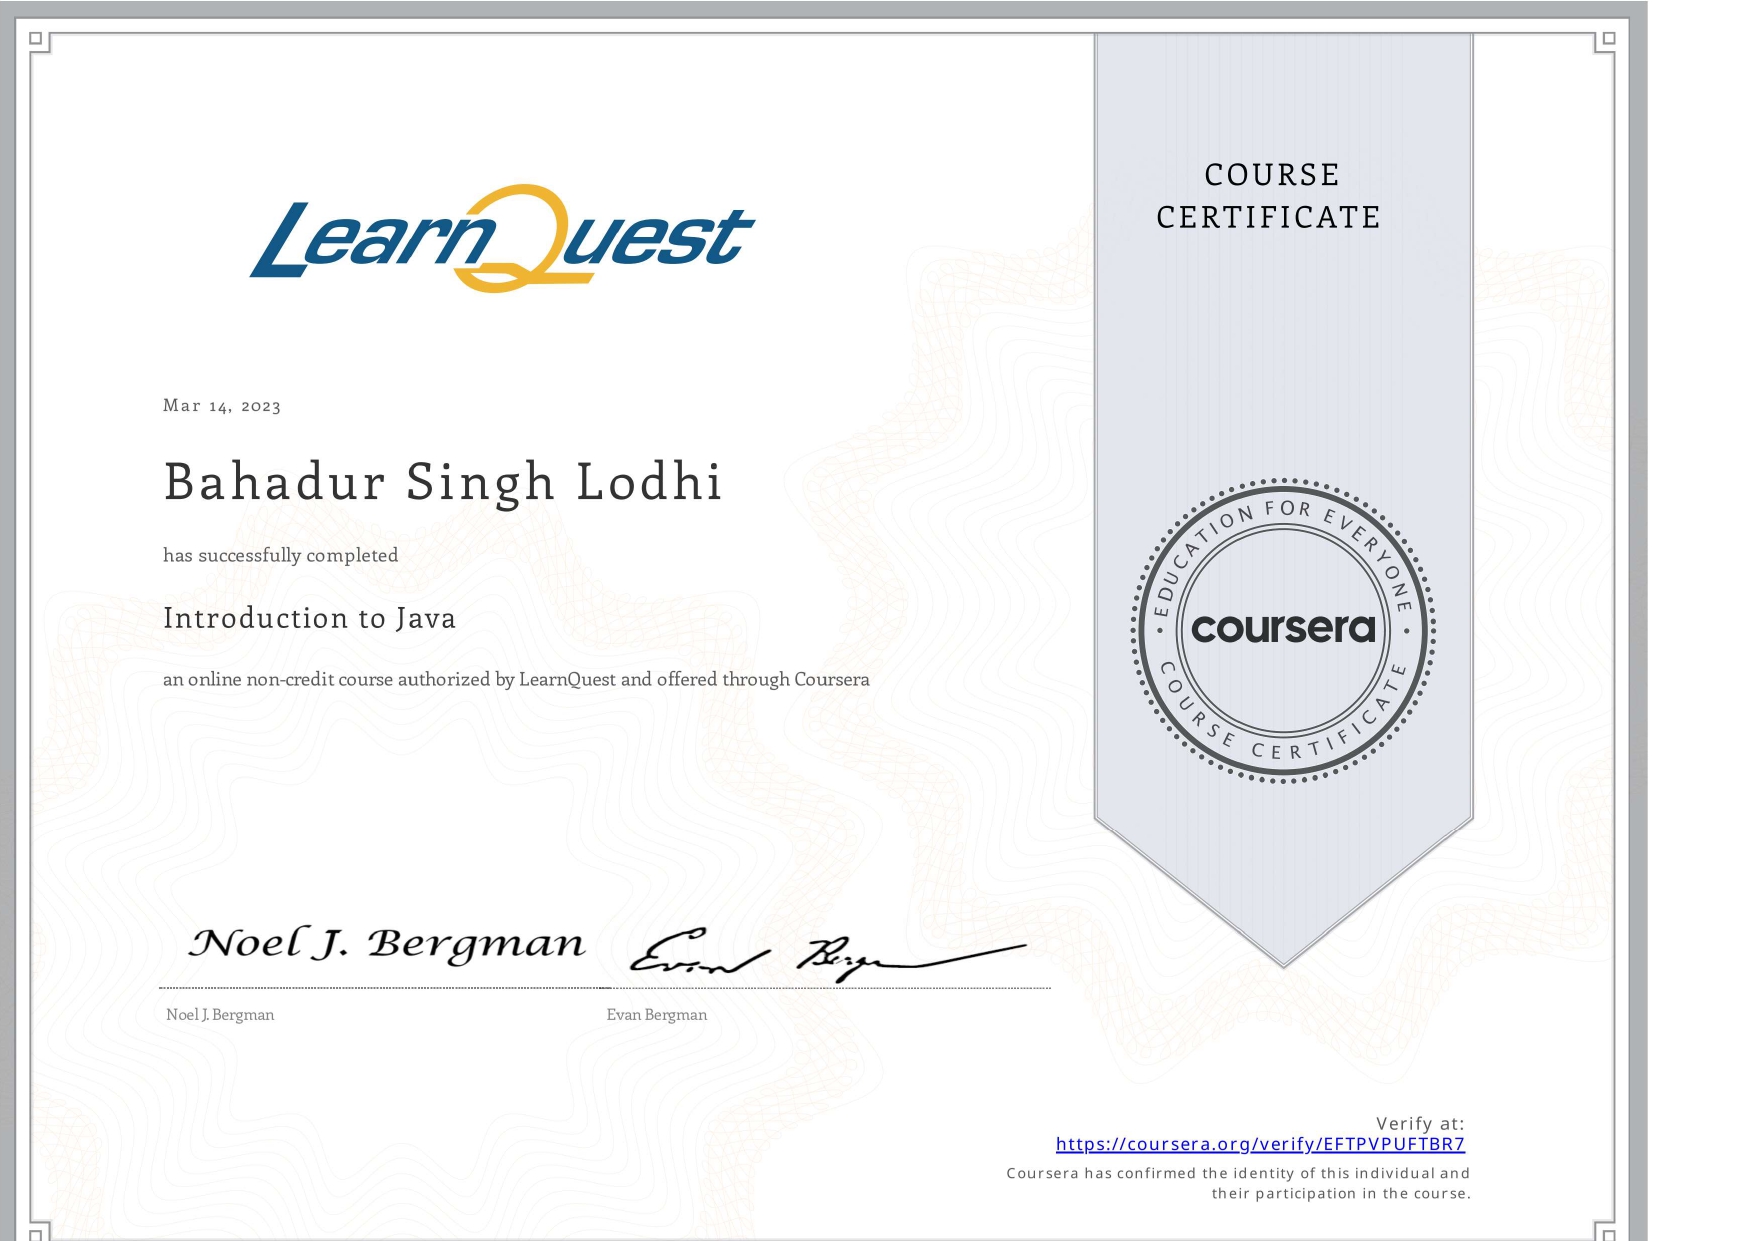 LearnQuest
COURSE
CERTIFICATE
Mar 14, 2023
Bahadur Singh Lodhi
has successfully completed
Introduction to Java
an online non-credit course authorized by LearnQuest and offered through Coursera
EDUCATION FOR EVERYONE
coursera
COURSE CERTIFICATE
Noel J. Bergman
Evan Bergman
Noel J. Bergman
Evan Bergman
Verify at:
https://coursera.org/verify/EFTPVPUFTBR7
Coursera has confirmed the identity of this individual and
their participation in the course.